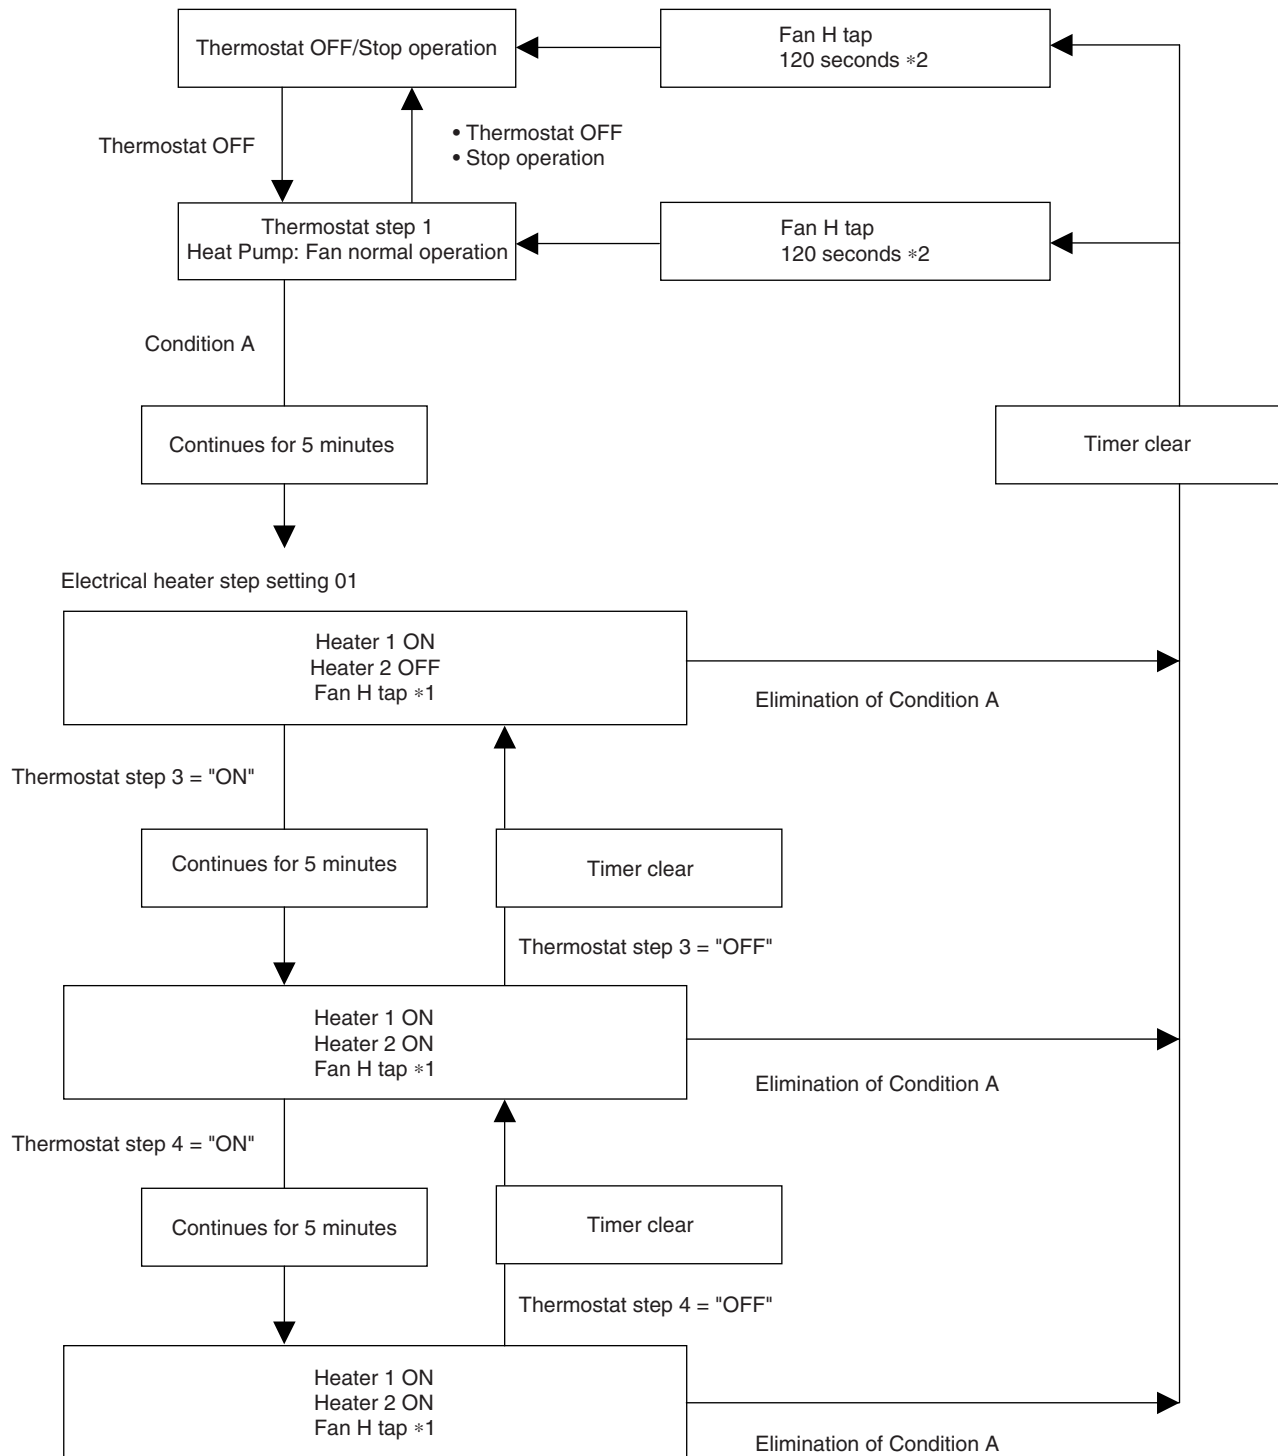 Thermostat OFF/Stop operation
Fan H tap
120 seconds *2
Thermostat OFF
• Thermostat OFF
• Stop operation
Thermostat step 1
Heat Pump: Fan normal operation
Fan H tap
120 seconds *2
Condition A
Continues for 5 minutes
Timer clear
Electrical heater step setting 01
Heater 1 ON
Heater 2 OFF
Fan H tap *1
Elimination of Condition A
Thermostat step 3 = "ON"
Continues for 5 minutes
Timer clear
Thermostat step 3 = "OFF"
Heater 1 ON
Heater 2 ON
Fan H tap *1
Elimination of Condition A
Thermostat step 4 = "ON"
Continues for 5 minutes
Timer clear
Thermostat step 4 = "OFF"
Heater 1 ON
Heater 2 ON
Fan H tap *1
Elimination of Condition A